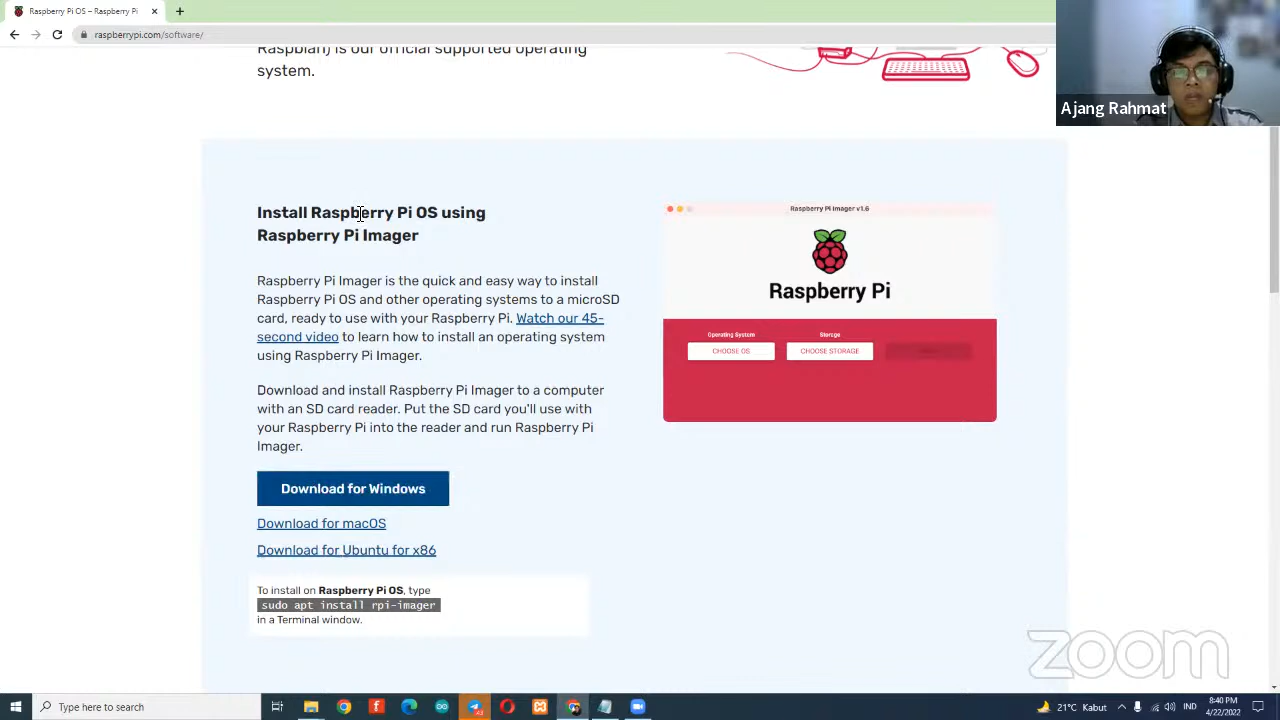 Raspberry Pi OS – Raspberry Pi
raspberrypi.com/software/
Raspbian) is our official supported operating
system.
Ajang Rahmat
Install Raspberry Pi OS using
Raspberry Pi Imager
Raspberry Pi Imager is the quick and easy way to install
Raspberry Pi OS and other operating systems to a microSD
card, ready to use with your Raspberry Pi. Watch our 45-
second video to learn how to install an operating system
using Raspberry Pi Imager.
Download and install Raspberry Pi Imager to a computer
with an SD card reader. Put the SD card you'll use with
your Raspberry Pi into the reader and run Raspberry Pi
Imager.
Download for Windows
Download for macOS
Download for Ubuntu for x86
To install on Raspberry Pi OS, type
sudo apt install rpi-imager
in a Terminal window.
Raspberry Pi Imager v1.6
Raspberry Pi
Operating System
Storage
CHOOSE OS
CHOOSE STORAGE
zoom
Type here to search
21°C Kabut
IND
8:40 PM
4/22/2022